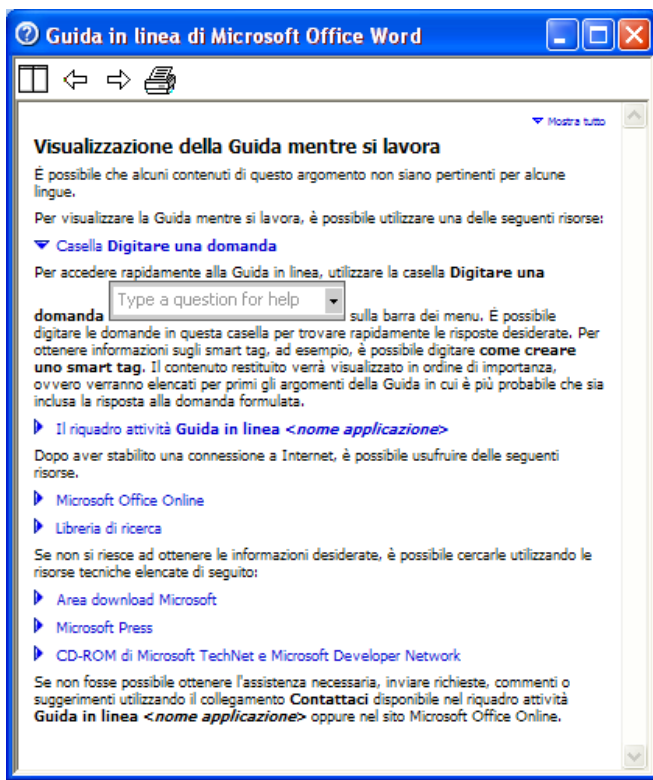 Guida in linea di Microsoft Office Word
Mostra tutto
Visualizzazione della Guida mentre si lavora
É possibile che alcuni contenuti di questo argomento non siano pertinenti per alcune
lingue.
Per visualizzare la Guida mentre si lavora, è possibile utilizzare una delle seguenti risorse:
Casella Digitare una domanda
Per accedere rapidamente alla Guida in linea, utilizzare la casella Digitare una
domanda Type a question for help sulla barra dei menu. É possibile
digitare le domande in questa casella per trovare rapidamente le risposte desiderate. Per
ottenere informazioni sugli smart tag, ad esempio, è possibile digitare come creare
uno smart tag. Il contenuto restituito verrà visualizzato in ordine di importanza,
ovvero verranno elencati per primi gli argomenti della Guida in cui è più probabile che sia
inclusa la risposta alla domanda formulata.
Il riquadro attività Guida in linea <nome applicazione>
Dopo aver stabilito una connessione a Internet, è possibile usufruire delle seguenti
risorse.
Microsoft Office Online
Libreria di ricerca
Se non si riesce ad ottenere le informazioni desiderate, è possibile cercarle utilizzando le
risorse tecniche elencate di seguito:
Area download Microsoft
Microsoft Press
CD-ROM di Microsoft TechNet e Microsoft Developer Network
Se non fosse possibile ottenere l'assistenza necessaria, inviare richieste, commenti o
suggerimenti utilizzando il collegamento Contattaci disponibile nel riquadro attività
Guida in linea <nome applicazione> oppure nel sito Microsoft Office Online.